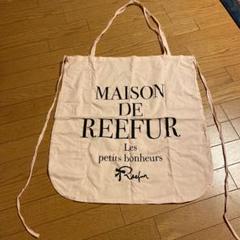 MAISON
DE
REEFUR
Les
petits bonheurs
Reefur